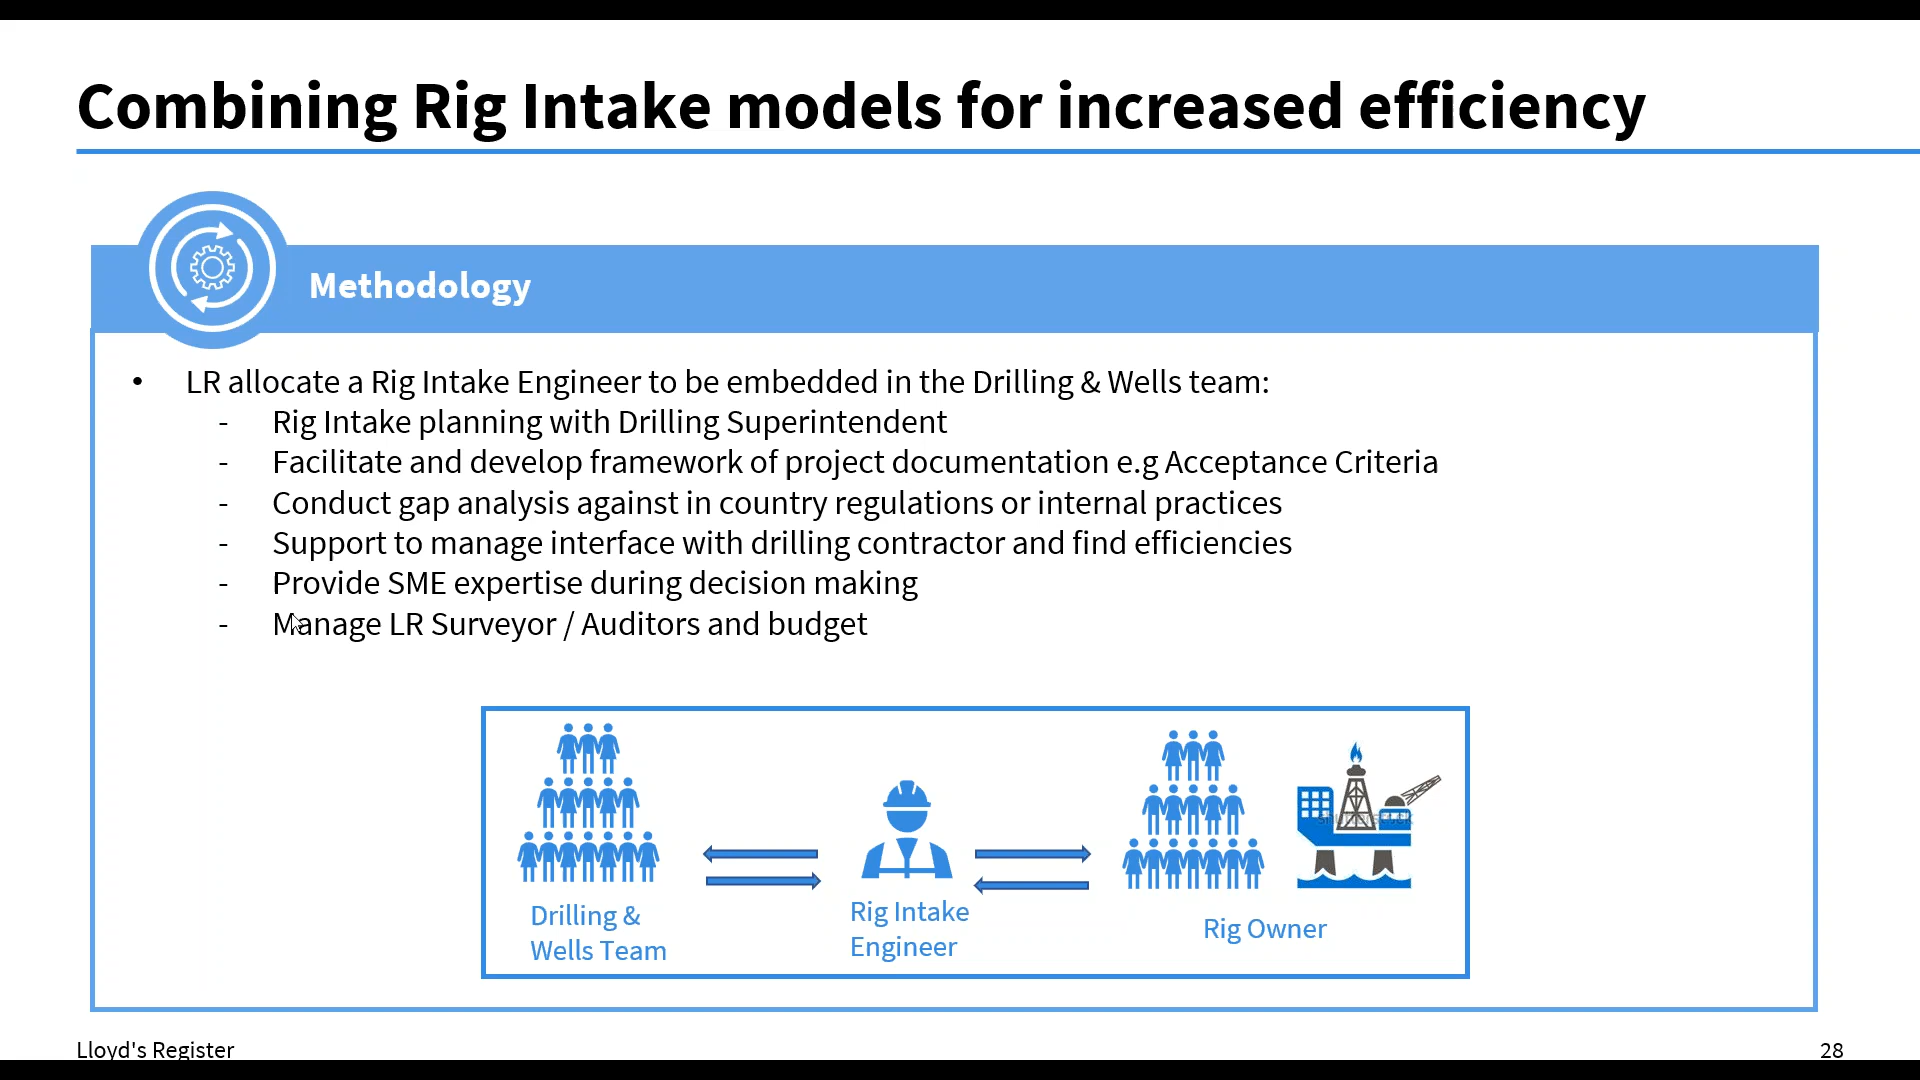 Combining Rig Intake models for increased efficiency
Methodology
• LR allocate a Rig Intake Engineer to be embedded in the Drilling & Wells team:
- Rig Intake planning with Drilling Superintendent
- Facilitate and develop framework of project documentation e.g Acceptance Criteria
- Conduct gap analysis against in country regulations or internal practices
- Support to manage interface with drilling contractor and find efficiencies
- Provide SME expertise during decision making
- Manage LR Surveyor / Auditors and budget
shutterstock
Drilling &
Wells Team
Rig Intake
Engineer
Rig Owner
Lloyd's Register
28